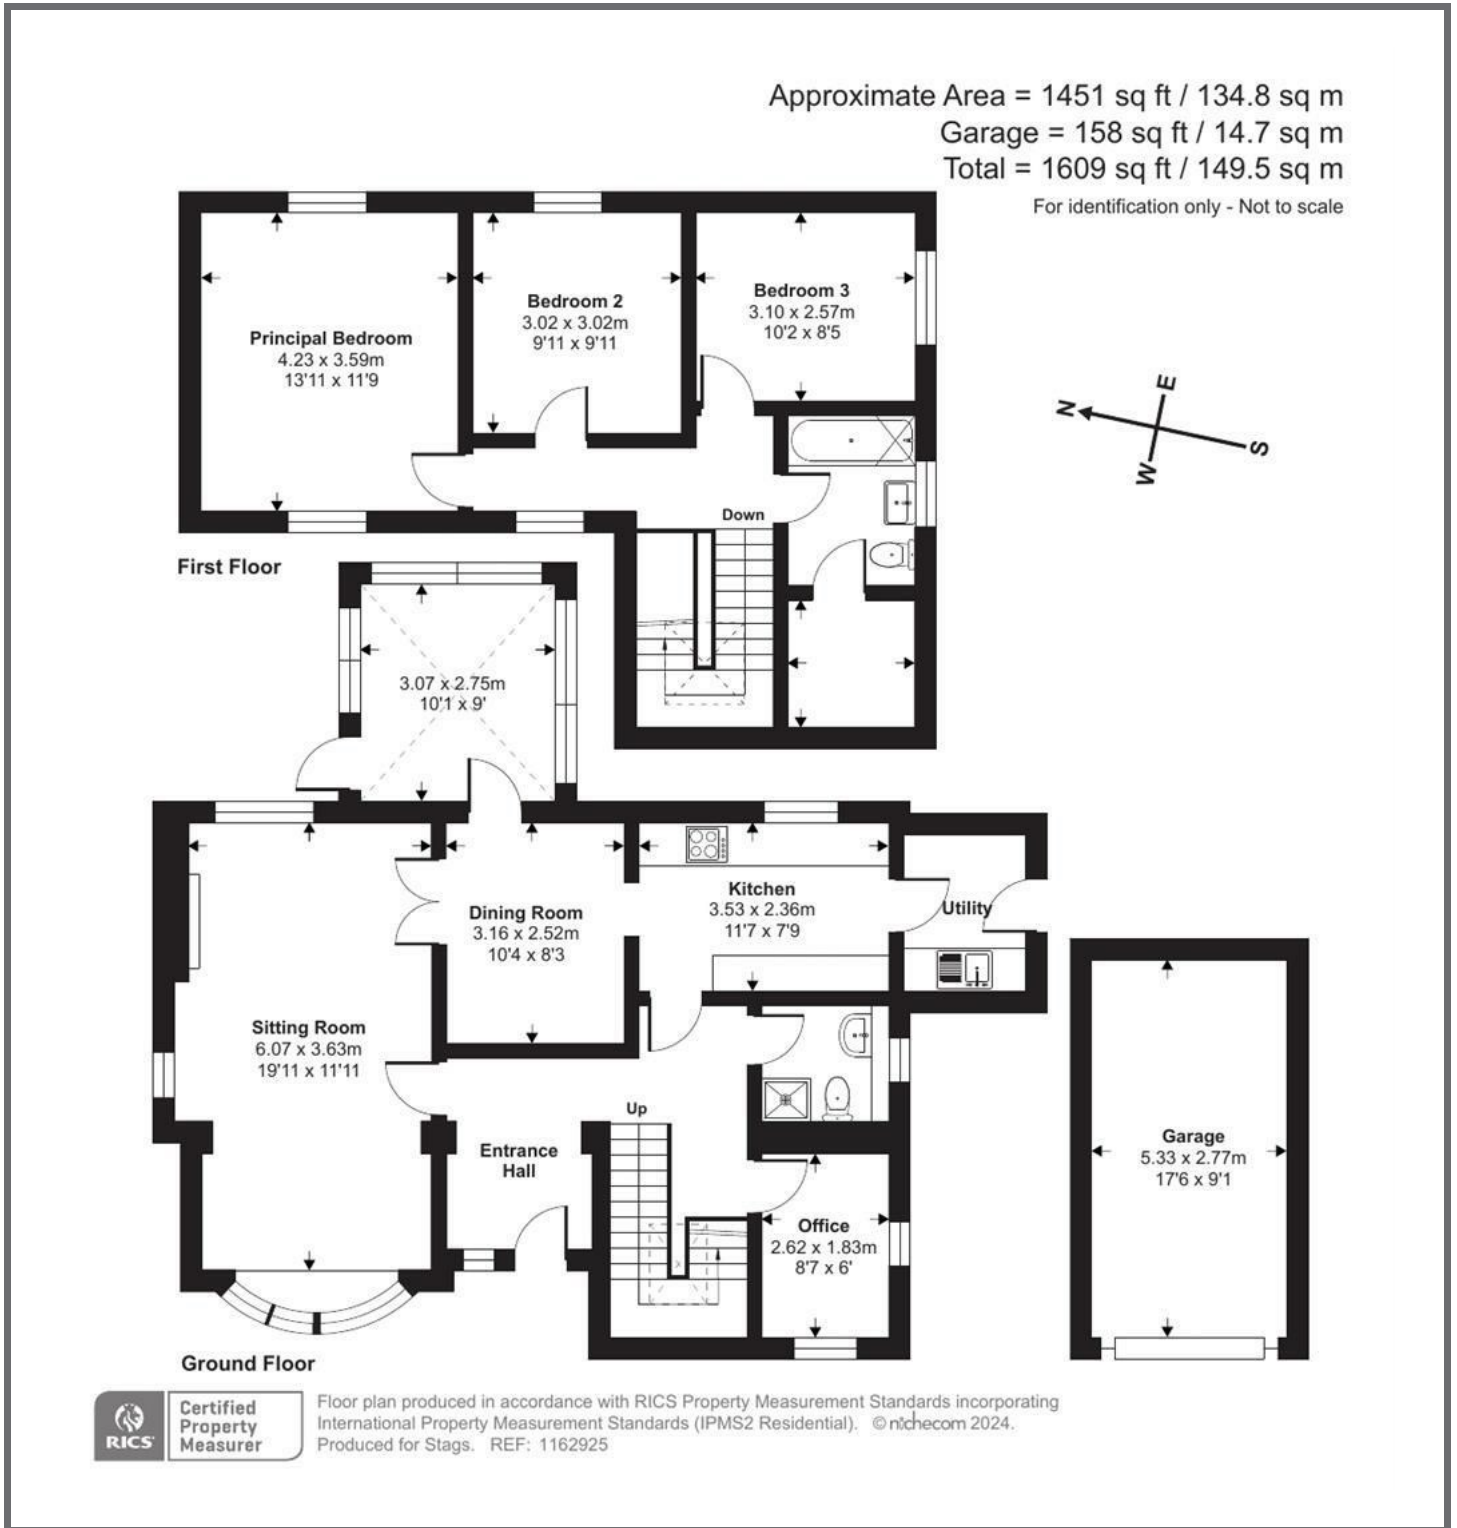 Approximate Area = 1451 sq ft / 134.8 sq m
Garage = 158 sq ft / 14.7 sq m
Total = 1609 sq ft / 149.5 sq m
For identification only - Not to scale
Principal Bedroom
4.23 x 3.59m
13'11 x 11'9
Bedroom 2
3.02 x 3.02m
9'11 x 9'11
Bedroom 3
3.10 x 2.57m
10'2 x 8'5
N
E
S
W
Down
First Floor
3.07 x 2.75m
10'1 x 9'
Dining Room
3.16 x 2.52m
10'4 x 8'3
Kitchen
3.53 x 2.36m
11'7 x 7'9
Utility
Sitting Room
6.07 x 3.63m
19'11 x 11'11
Up
Entrance
Hall
Office
2.62 x 1.83m
8'7 x 6'
Garage
5.33 x 2.77m
17'6 x 9'1
Ground Floor
RICS
Certified
Property
Measurer
Floor plan produced in accordance with RICS Property Measurement Standards incorporating
International Property Measurement Standards (IPMS2 Residential). © nichecom 2024.
Produced for Stags. REF: 1162925